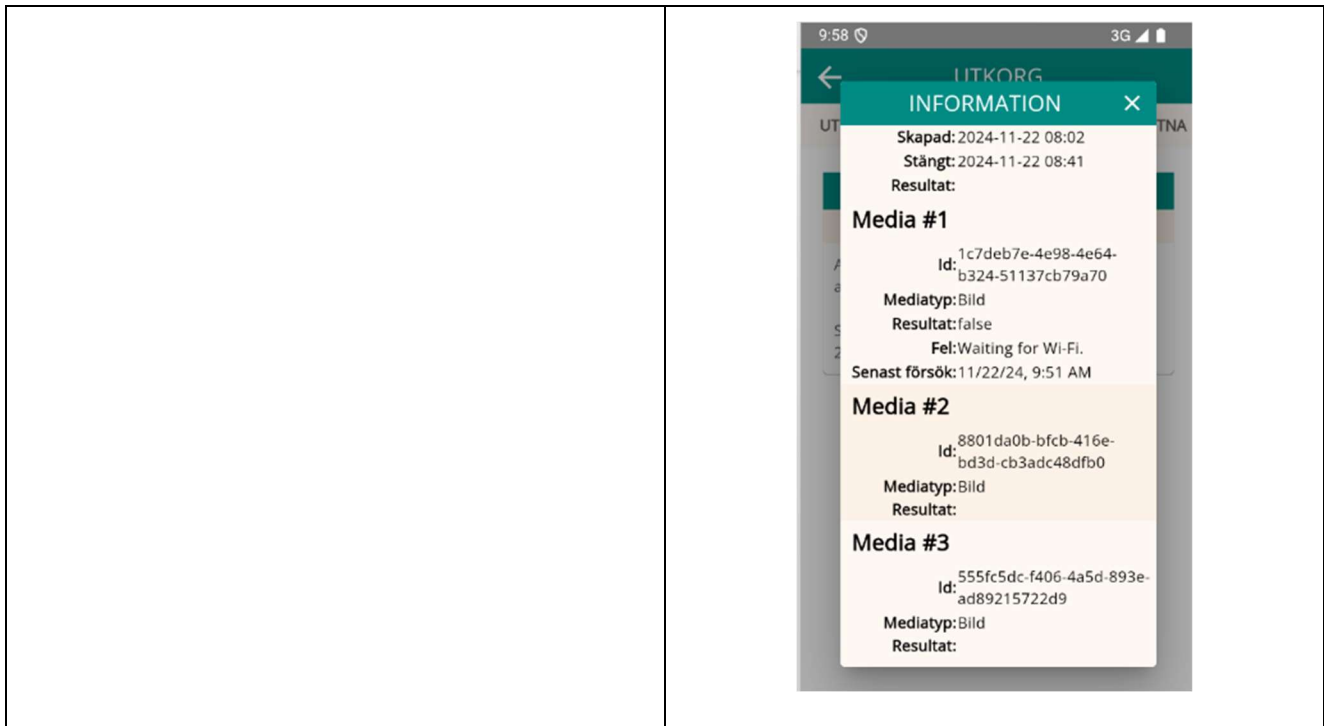 9:58 3G
UTKORG
INFORMATION ×
UT TNA
Skapad: 2024-11-22 08:02
Stängt: 2024-11-22 08:41
Resultat:
Media #1
Id: 1c7deb7e-4e98-4e64-
b324-51137cb79a70
Mediatyp: Bild
Resultat: false
Fel: Waiting for Wi-Fi.
Senast försök: 11/22/24, 9:51 AM
Media #2
Id: 8801da0b-bfcb-416e-
bd3d-cb3adc48dfb0
Mediatyp: Bild
Resultat:
Media #3
Id: 555fc5dc-f406-4a5d-893e-
ad89215722d9
Mediatyp: Bild
Resultat: